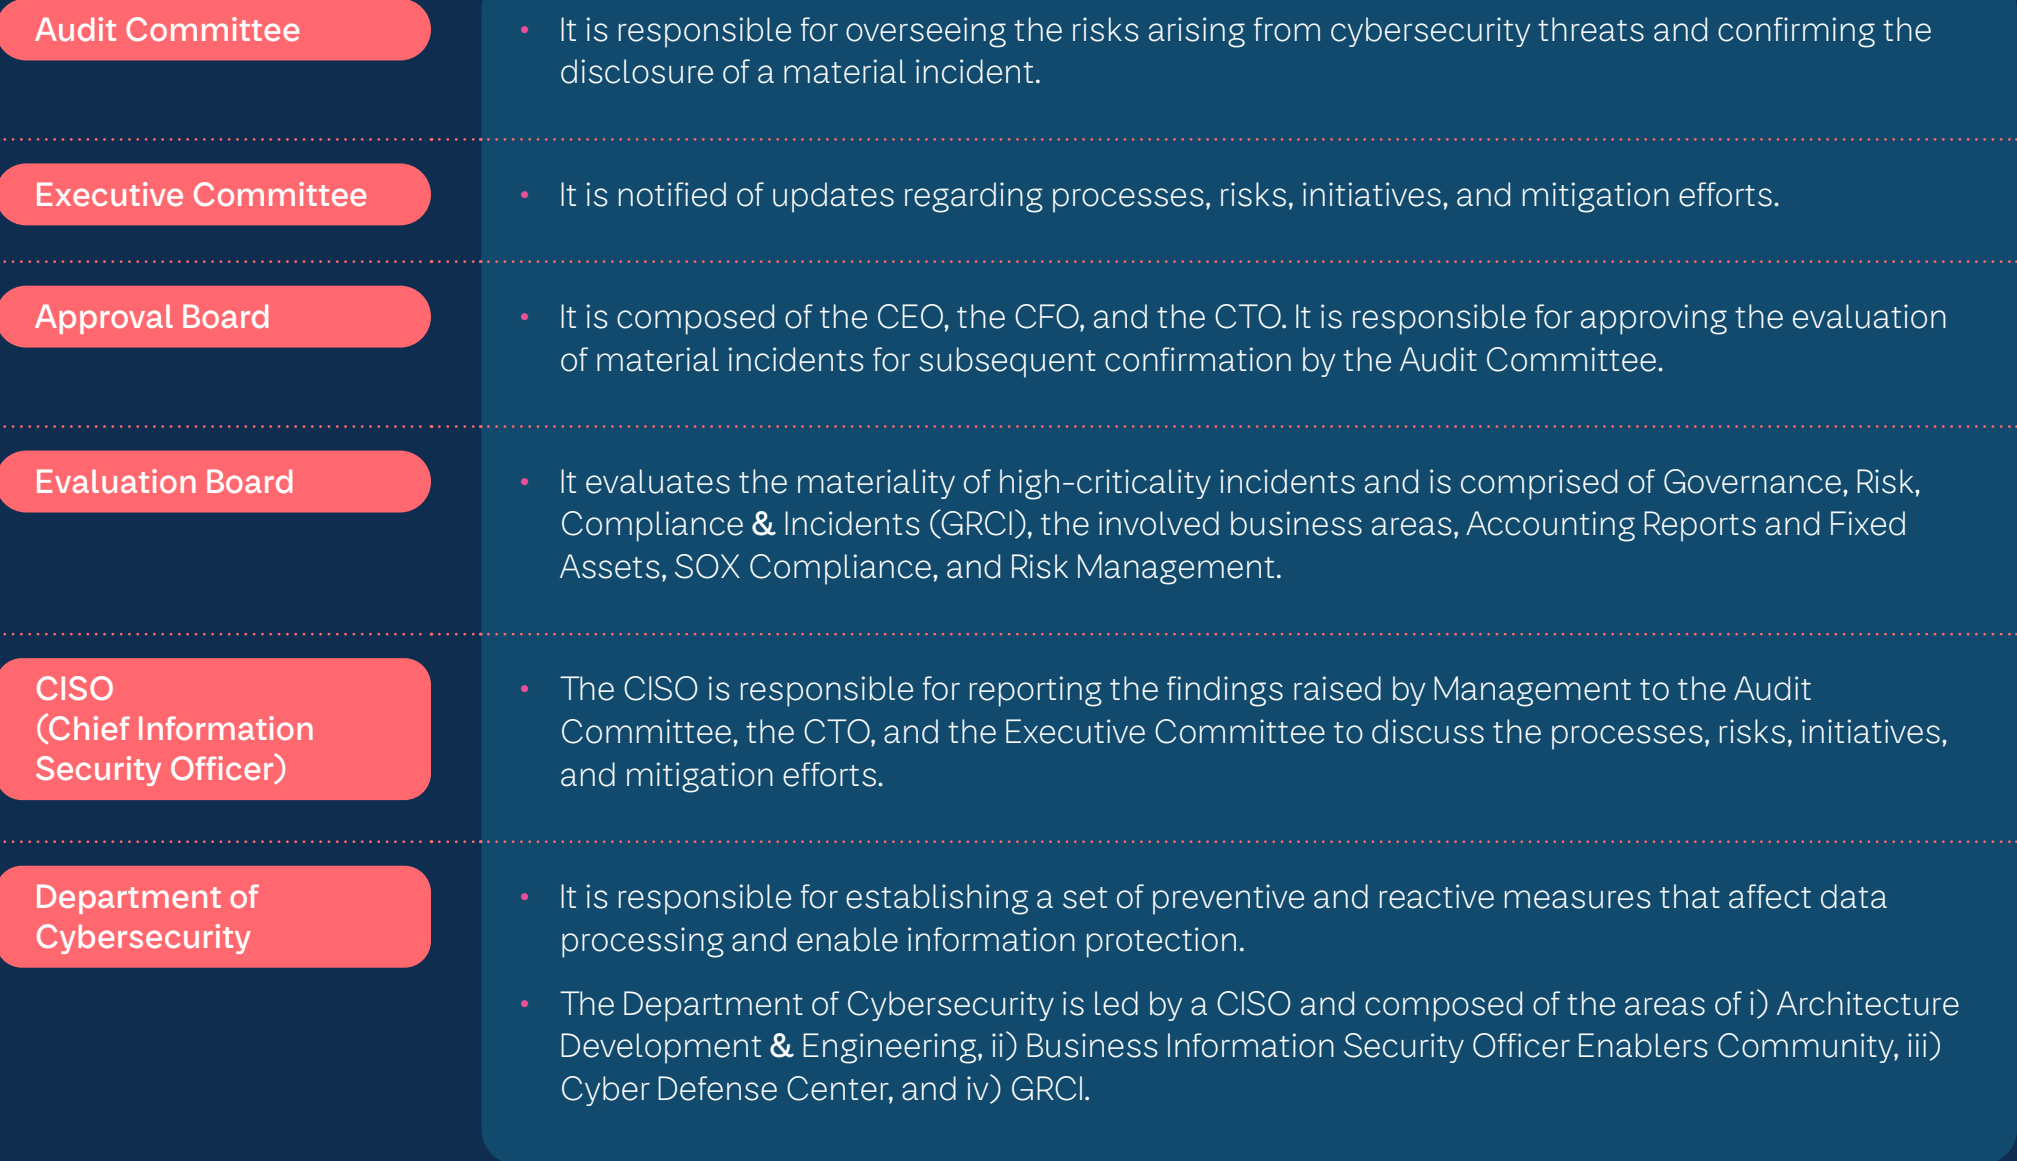 Audit Committee
• It is responsible for overseeing the risks arising from cybersecurity threats and confirming the
disclosure of a material incident.
Executive Committee
• It is notified of updates regarding processes, risks, initiatives, and mitigation efforts.
Approval Board
• It is composed of the CEO, the CFO, and the CTO. It is responsible for approving the evaluation
of material incidents for subsequent confirmation by the Audit Committee.
Evaluation Board
• It evaluates the materiality of high-criticality incidents and is comprised of Governance, Risk,
Compliance & Incidents (GRCI), the involved business areas, Accounting Reports and Fixed
Assets, SOX Compliance, and Risk Management.
CISO
(Chief Information
Security Officer)
• The CISO is responsible for reporting the findings raised by Management to the Audit
Committee, the CTO, and the Executive Committee to discuss the processes, risks, initiatives,
and mitigation efforts.
Department of
Cybersecurity
• It is responsible for establishing a set of preventive and reactive measures that affect data
processing and enable information protection.
• The Department of Cybersecurity is led by a CISO and composed of the areas of i) Architecture
Development & Engineering, ii) Business Information Security Officer Enablers Community, iii)
Cyber Defense Center, and iv) GRCI.